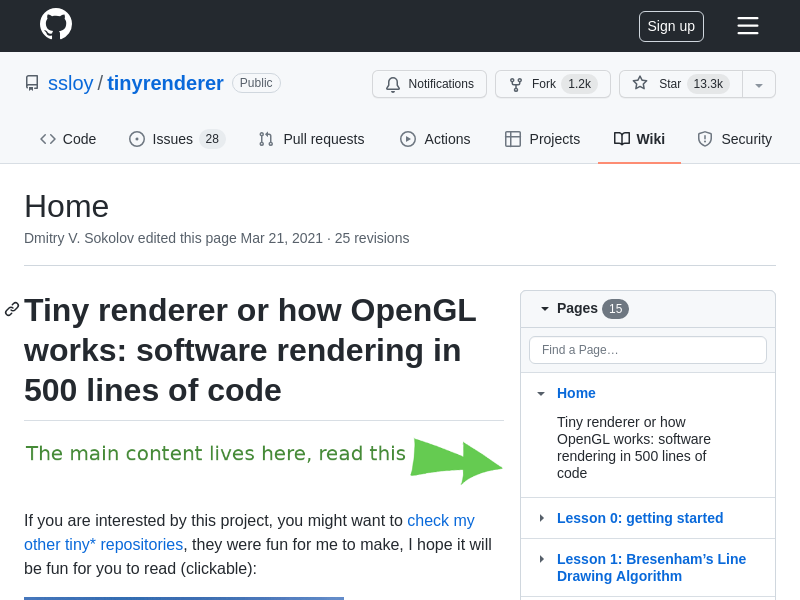 Sign up
ssloy / tinyrenderer Public
Notifications
Fork 1.2k
Star 13.3k
Code
Issues 28
Pull requests
Actions
Projects
Wiki
Security
Home
Dmitry V. Sokolov edited this page Mar 21, 2021 · 25 revisions
Tiny renderer or how OpenGL
works: software rendering in
500 lines of code
The main content lives here, read this
If you are interested by this project, you might want to check my
other tiny* repositories, they were fun for me to make, I hope it will
be fun for you to read (clickable):
Pages 15
Find a Page…
Home
Tiny renderer or how
OpenGL works: software
rendering in 500 lines of
code
Lesson 0: getting started
Lesson 1: Bresenham’s Line
Drawing Algorithm